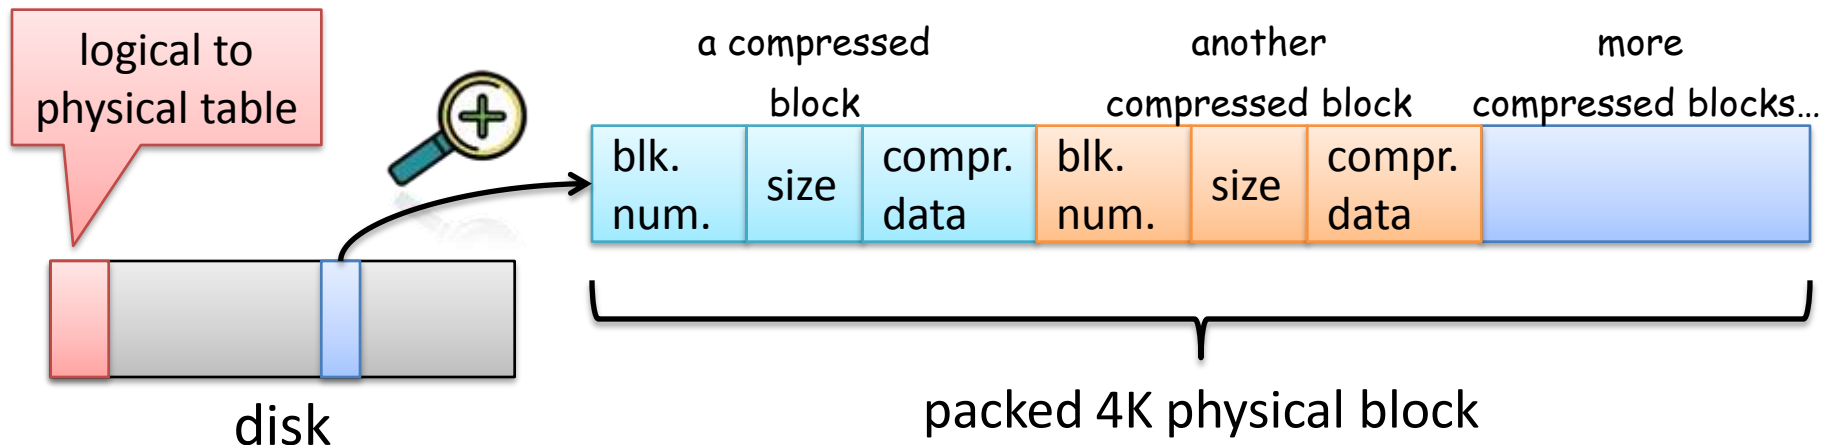 logical to
physical table
a compressed
block
another
compressed block
more
compressed blocks…
blk.
num.
size
compr.
data
blk.
num.
size
compr.
data
disk
packed 4K physical block